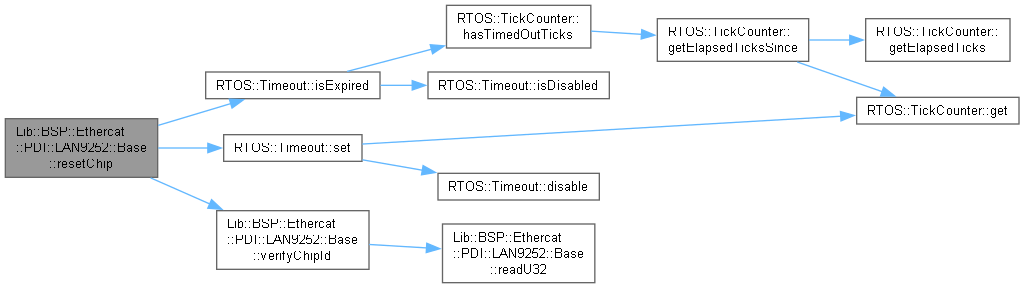 RTOS::TickCounter::
hasTimedOutTicks
RTOS::TickCounter::
getElapsedTicksSince
RTOS::TickCounter::
getElapsedTicks
RTOS::Timeout::isExpired
RTOS::Timeout::isDisabled
RTOS::TickCounter::get
Lib::BSP::Ethercat
::PDI::LAN9252::Base
::resetChip
RTOS::Timeout::set
RTOS::Timeout::disable
Lib::BSP::Ethercat
::PDI::LAN9252::Base
::verifyChipId
Lib::BSP::Ethercat
::PDI::LAN9252::Base
::readU32